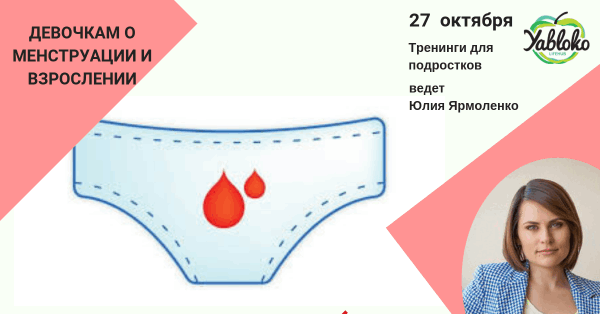 ДЕВОЧКАМ О
МЕНСТРУАЦИИ И
ВЗРОСЛЕНИИ
27 октября
Тренинги для
подростков
ведет
Юлия Ярмоленко
Yabloko